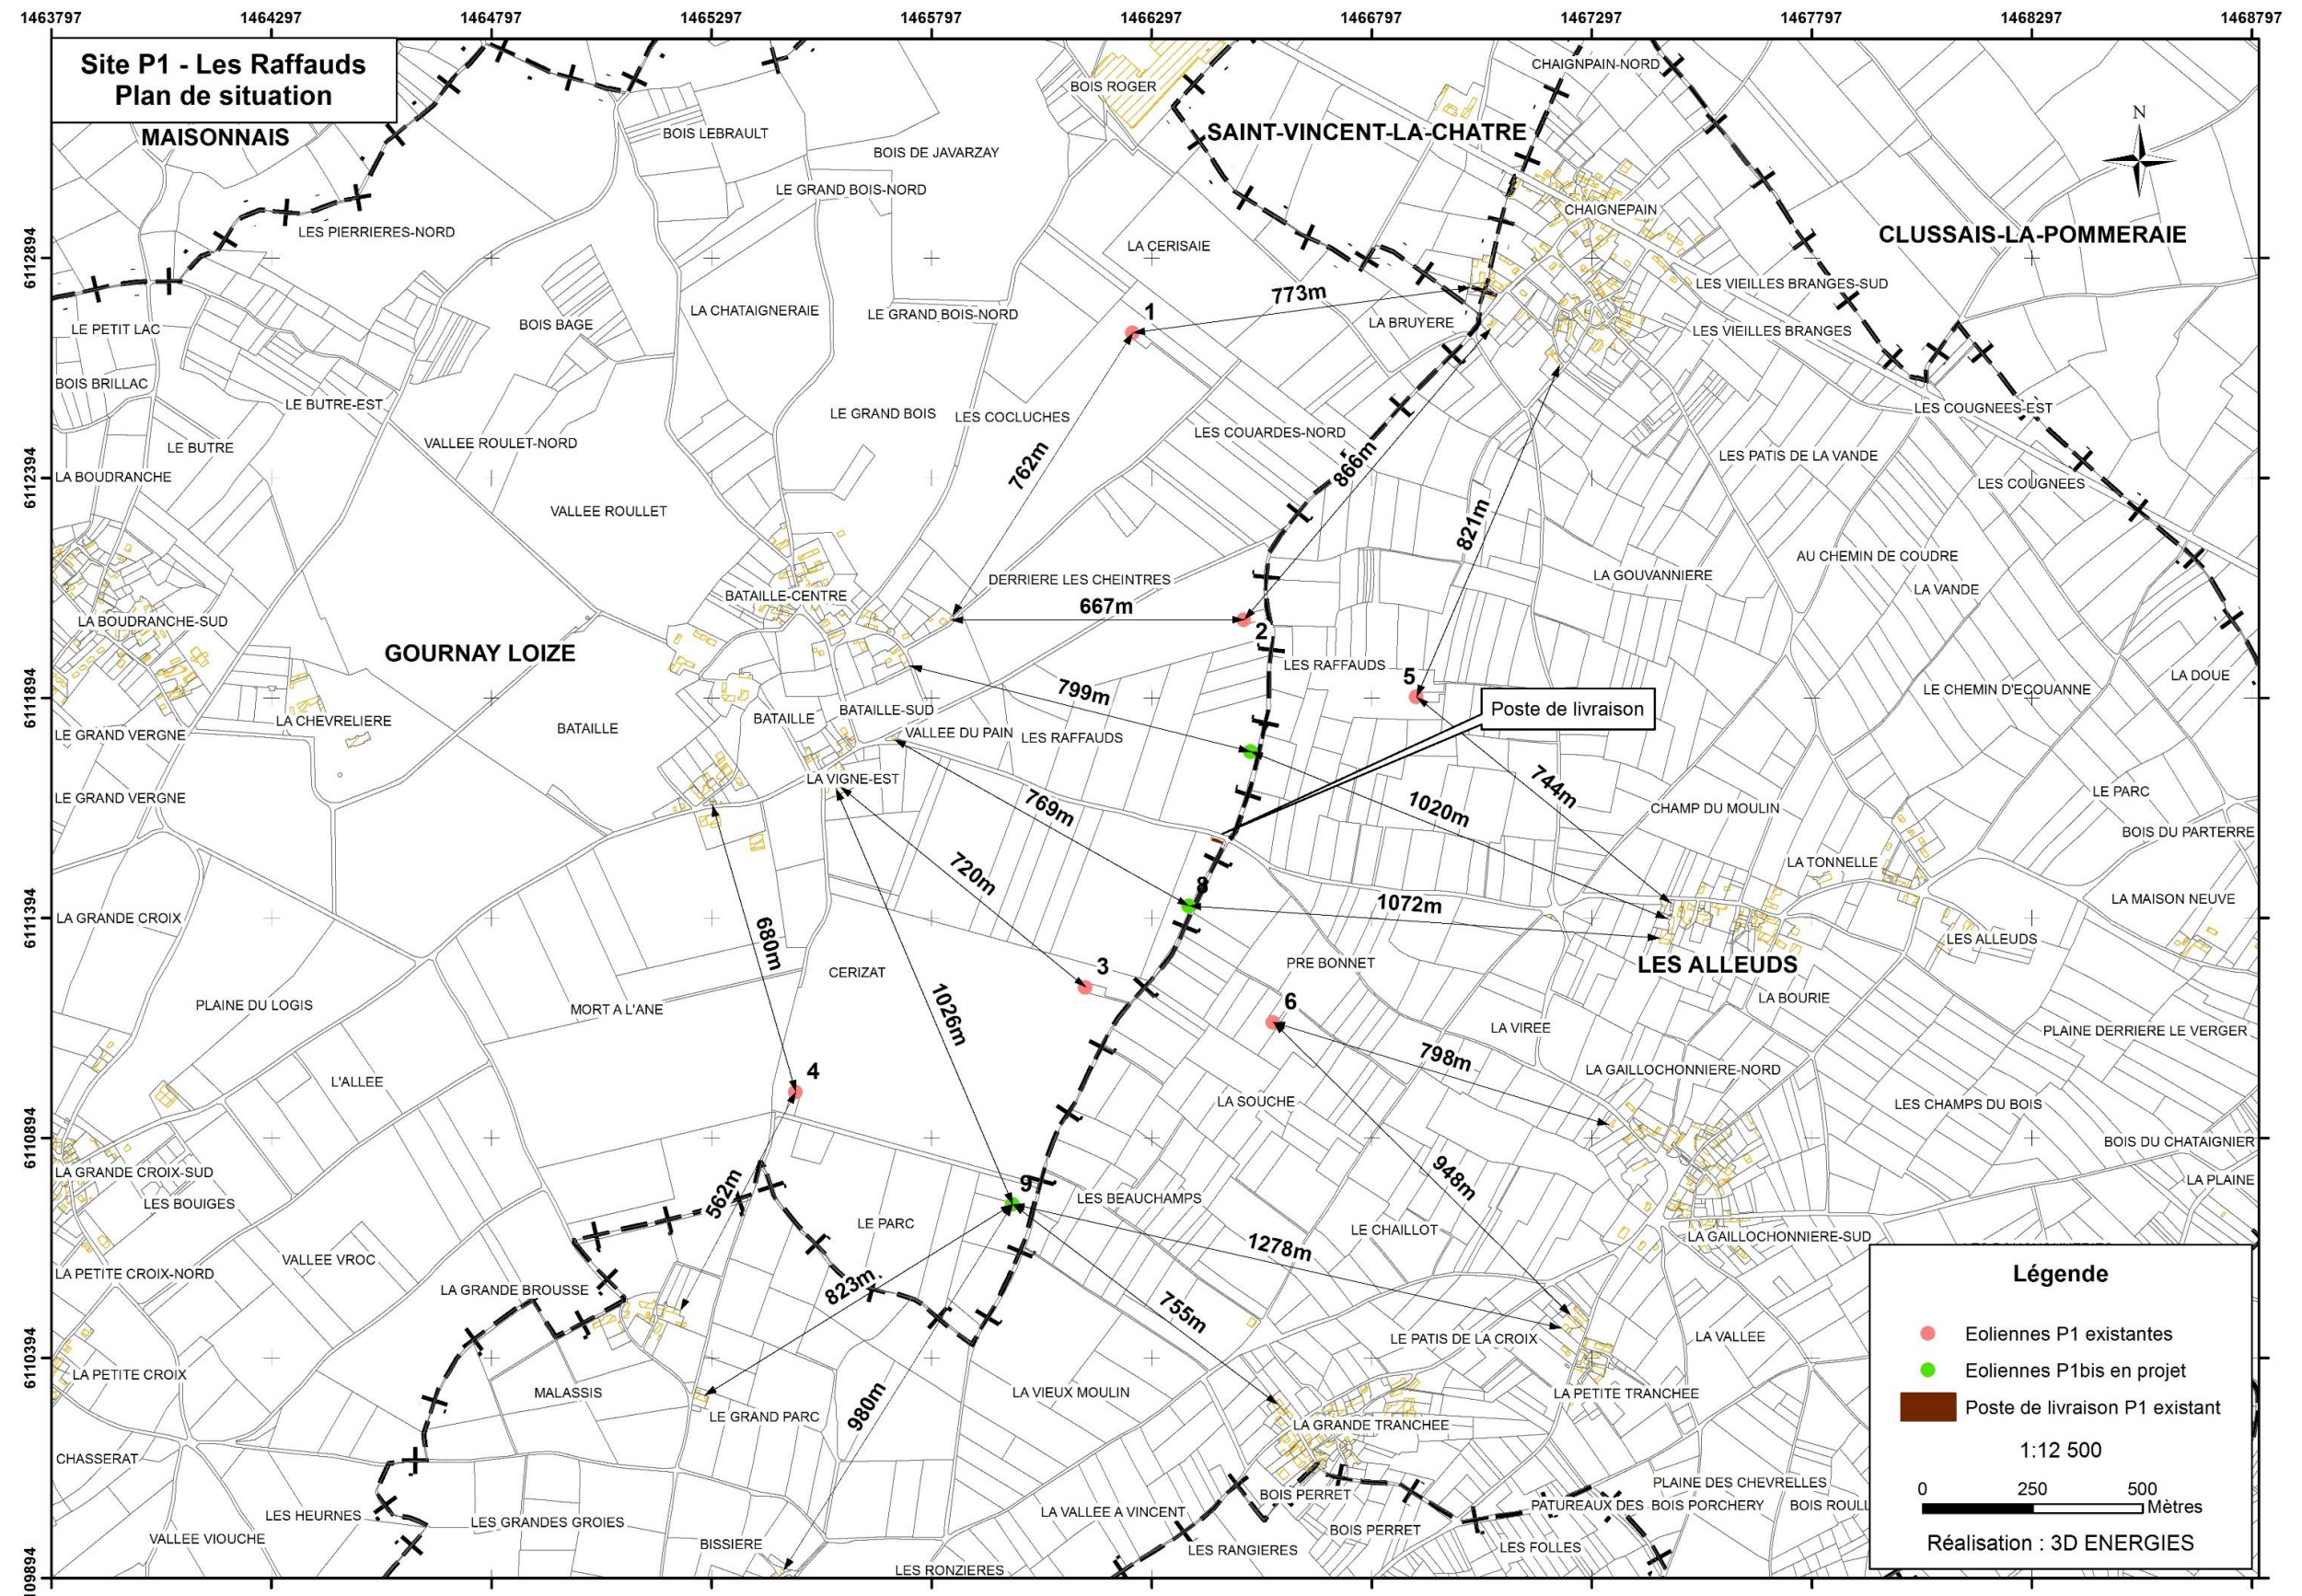 1463797 1464297 1464797 1465297 1465797 1466297 1466797 1467297 1467797 1468297 1468797
Site P1 - Les Raffauds
Plan de situation
MAISONNAIS
CHAIGNPAIN-NORD
BOIS ROGER
N
BOIS LEBRAULT
SAINT-VINCENT-LA-CHATRE
BOIS DE JAVARZAY
LE GRAND BOIS-NORD
CHAIGNEPAIN
LES PIERRIERES-NORD
CLUSSAIS-LA-POMMERAIE
LA CERISAIE
6112894
LES VIEILLES BRANGES-SUD
773m
LA CHATAIGNERAIE
LE GRAND BOIS-NORD
1
LE PETIT LAC
BOIS BAGE
LA BRUYERE
LES VIEILLES BRANGES
BOIS BRILLAC
LE BUTRE-EST
LE GRAND BOIS
LES COCLUCHES
LES COUGNEES-EST
LES COUARDES-NORD
LE BUTRE
VALLEE ROULET-NORD
762m
866m
LES PATIS DE LA VANDE
LA BOUDRANCHE
6112394
LES COUGNEES
VALLEE ROULLET
821m
AU CHEMIN DE COUDRE
DERRIERE LES CHEINTRES
LA GOUVANNIERE
BATAILLE-CENTRE
LA VANDE
667m
LA BOUDRANCHE-SUD
2
GOURNAY LOIZE
LES RAFFAUDS
5
LA DOUE
799m
LE CHEMIN D'ECOUANNE
6111894
BATAILLE-SUD
Poste de livraison
LA CHEVRELIERE
BATAILLE
BATAILLE
LE GRAND VERGNE
VALLEE DU PAIN
LES RAFFAUDS
LA VIGNE-EST
744m
LE GRAND VERGNE
769m
1020m
CHAMP DU MOULIN
LE PARC
BOIS DU PARTERRE
720m
LA TONNELLE
8
LA MAISON NEUVE
1072m
6111394
LA GRANDE CROIX
680m
LES ALLEUDS
CERIZAT
3
PRE BONNET
LES ALLEUDS
LA BOURIE
PLAINE DU LOGIS
MORT A L'ANE
1026m
6
LA VIREE
PLAINE DERRIERE LE VERGER
798m
4
LA GAILLOCHONNIERE-NORD
L'ALLEE
LA SOUCHE
LES CHAMPS DU BOIS
6110894
BOIS DU CHATAIGNIER
LA GRANDE CROIX-SUD
948m
LA PLAINE
562m
9
LES BEAUCHAMPS
LES BOUIGES
LE PARC
LE CHAILLOT
LA GAILLOCHONNIERE-SUD
1278m
VALLEE VROC
LA PETITE CROIX-NORD
LA GRANDE BROUSSE
823m
755m
LE PATIS DE LA CROIX
LA VALLEE
6110394
LA PETITE CROIX
MALASSIS
LA VIEUX MOULIN
LA PETITE TRANCHEE
980m
LE GRAND PARC
LA GRANDE TRANCHEE
CHASSERAT
PLAINE DES CHEVRELLES
BOIS PERRET
PATUREAUX DES BOIS PORCHERY
BOIS ROULL
LES HEURNES
LES GRANDES GROIES
LA VALLEE A VINCENT
BOIS PERRET
VALLEE VIOUCHE
BISSIERE
LES RANGIERES
LES FOLLES
LES RONZIERES
109894
Légende
Eoliennes P1 existantes
Eoliennes P1bis en projet
Poste de livraison P1 existant
1:12 500
0 250 500
Mètres
Réalisation : 3D ENERGIES